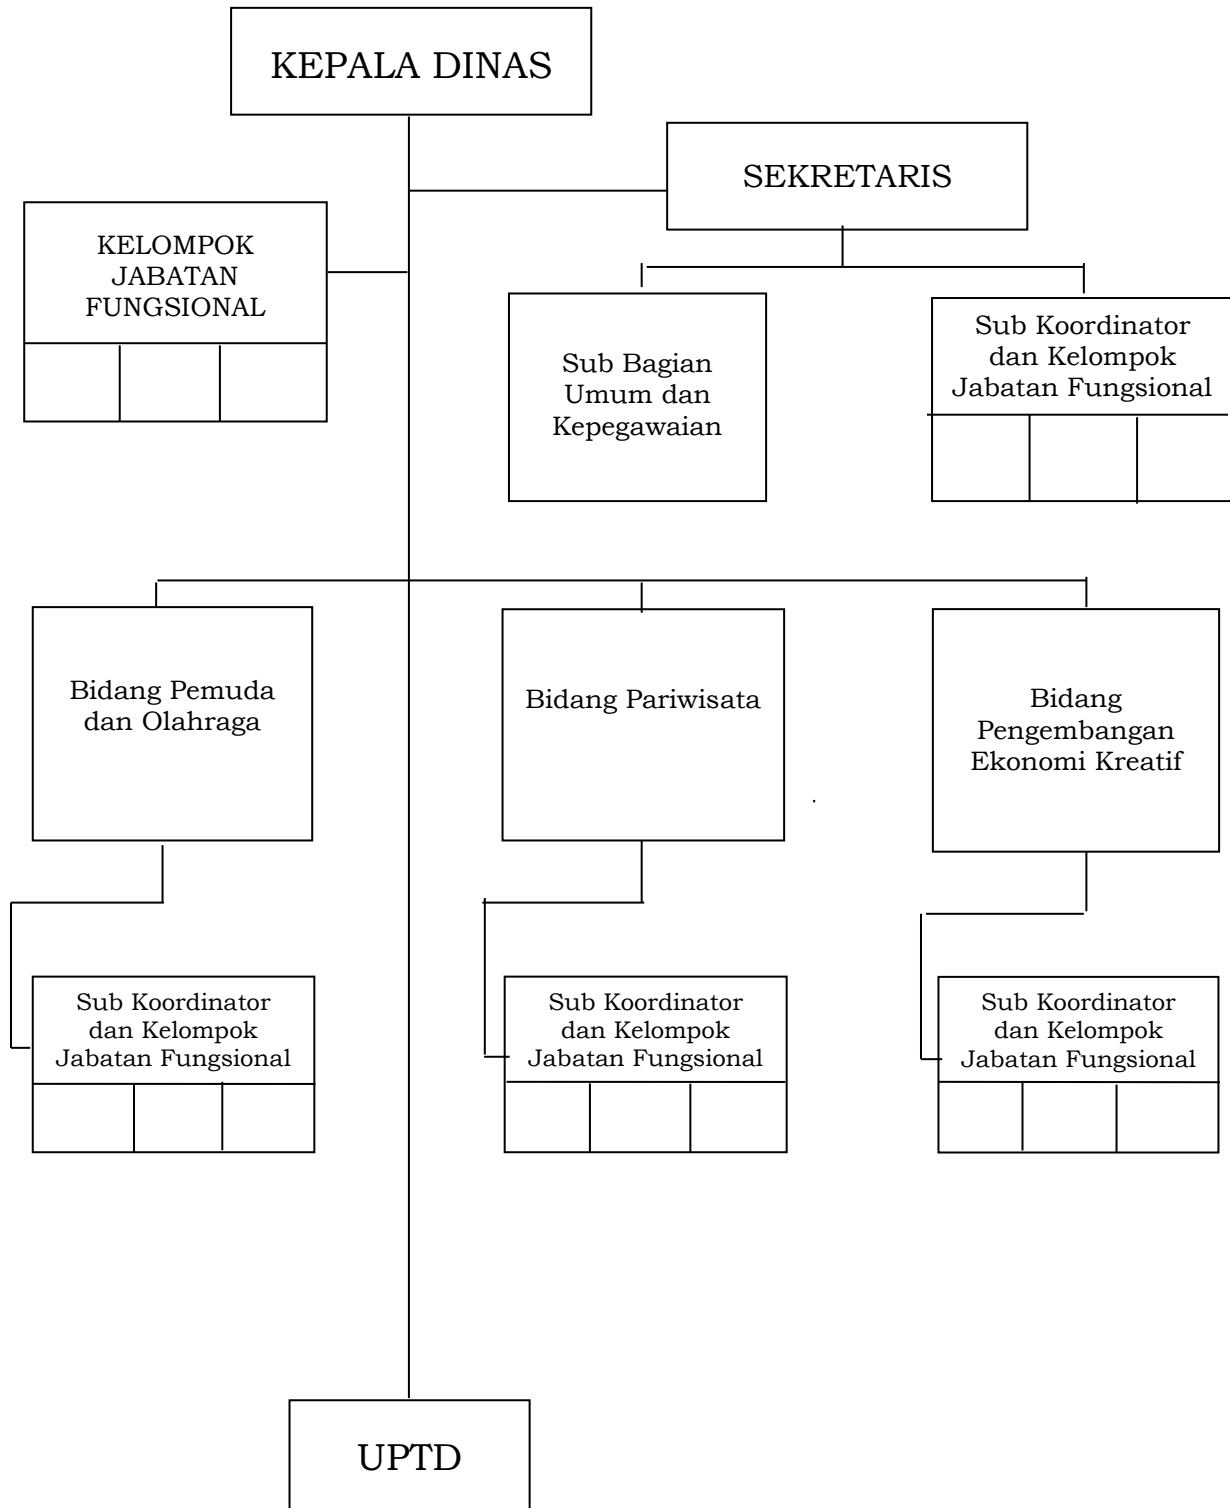 KEPALA DINAS
SEKRETARIS
KELOMPOK
JABATAN
FUNGSIONAL
Sub Bagian
Umum dan
Kepegawaian
Sub Koordinator
dan Kelompok
Jabatan Fungsional
Bidang Pemuda
dan Olahraga
Bidang Pariwisata
Bidang
Pengembangan
Ekonomi Kreatif
Sub Koordinator
dan Kelompok
Jabatan Fungsional
Sub Koordinator
dan Kelompok
Jabatan Fungsional
Sub Koordinator
dan Kelompok
Jabatan Fungsional
UPTD